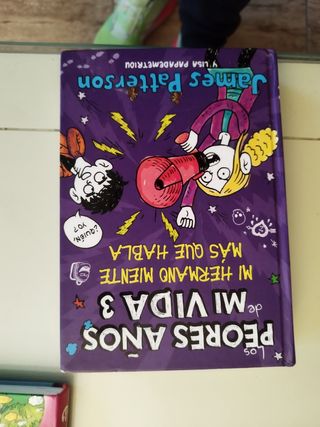 James Patterson
Y LISA PAPADEMETRIOU
¿QUIÉN,
YO?
MI HERMANO MIENTE
MÁS QUE HABLA
Los
PEORES AÑOS
de MI VIDA 3